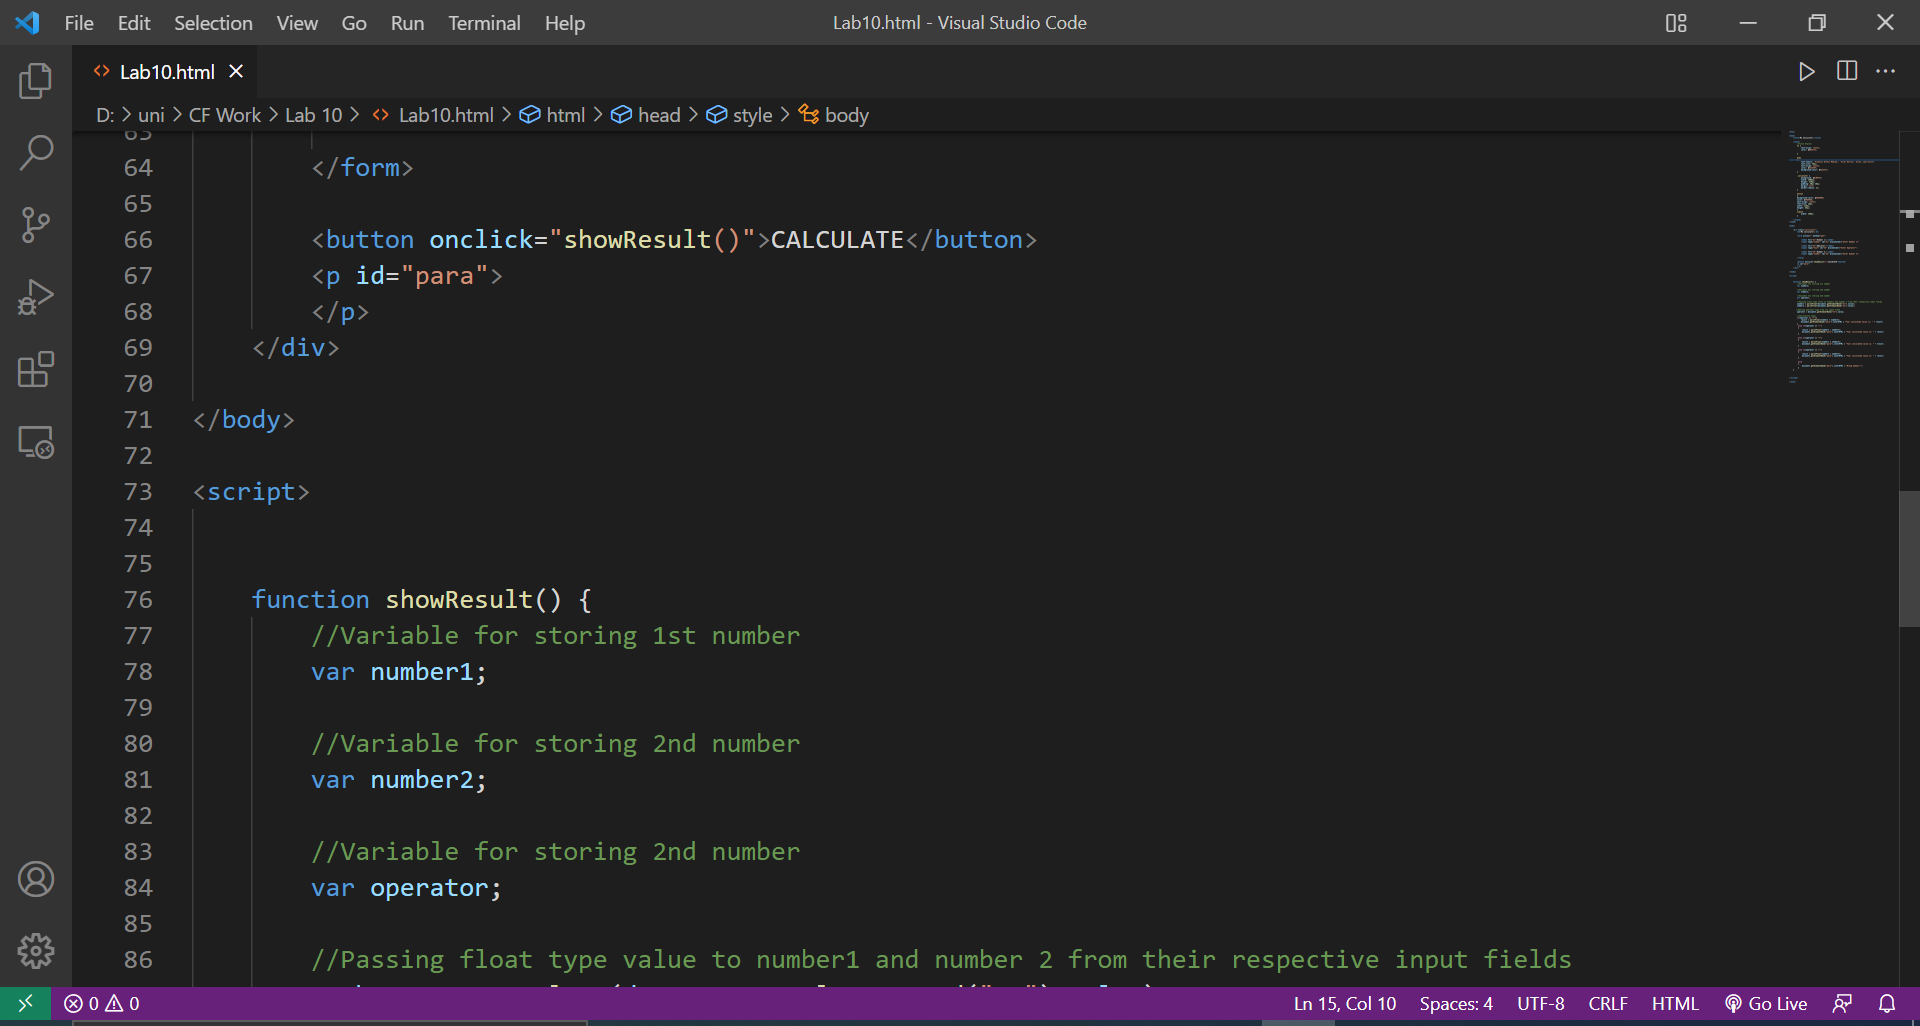 File Edit Selection View Go Run Terminal Help Lab10.html - Visual Studio Code
<> Lab10.html ×
D: > uni > CF Work > Lab 10 > <> Lab10.html > html > head > style > body
63
64 </form>
65
66 <button onclick="showResult()">CALCULATE</button>
67 <p id="para">
68 </p>
69 </div>
70
71 </body>
72
73 <script>
74
75
76 function showResult() {
77 //Variable for storing 1st number
78 var number1;
79
80 //Variable for storing 2nd number
81 var number2;
82
83 //Variable for storing 2nd number
84 var operator;
85
86 //Passing float type value to number1 and number 2 from their respective input fields
0 0 Ln 15, Col 10 Spaces: 4 UTF-8 CRLF HTML Go Live